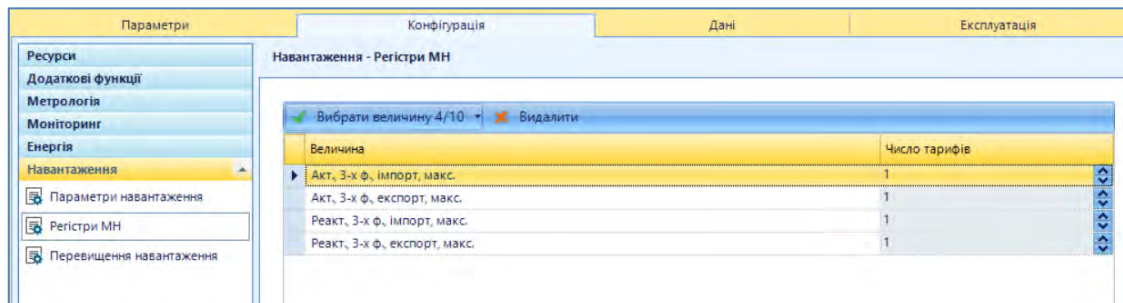 Параметри Конфігурація Дані Експлуатація
Ресурси
Додаткові функції
Метрологія
Моніторинг
Енергія
Навантаження
Параметри навантаження
Регістри МН
Перевищення навантаження
Навантаження - Регістри МН
Вибрати величину 4/10 Видалити
Величина Число тарифів
Акт., 3-х ф., імпорт, макс. 1
Акт., 3-х ф., експорт, макс. 1
Реакт., 3-х ф., імпорт, макс. 1
Реакт., 3-х ф., експорт, макс. 1